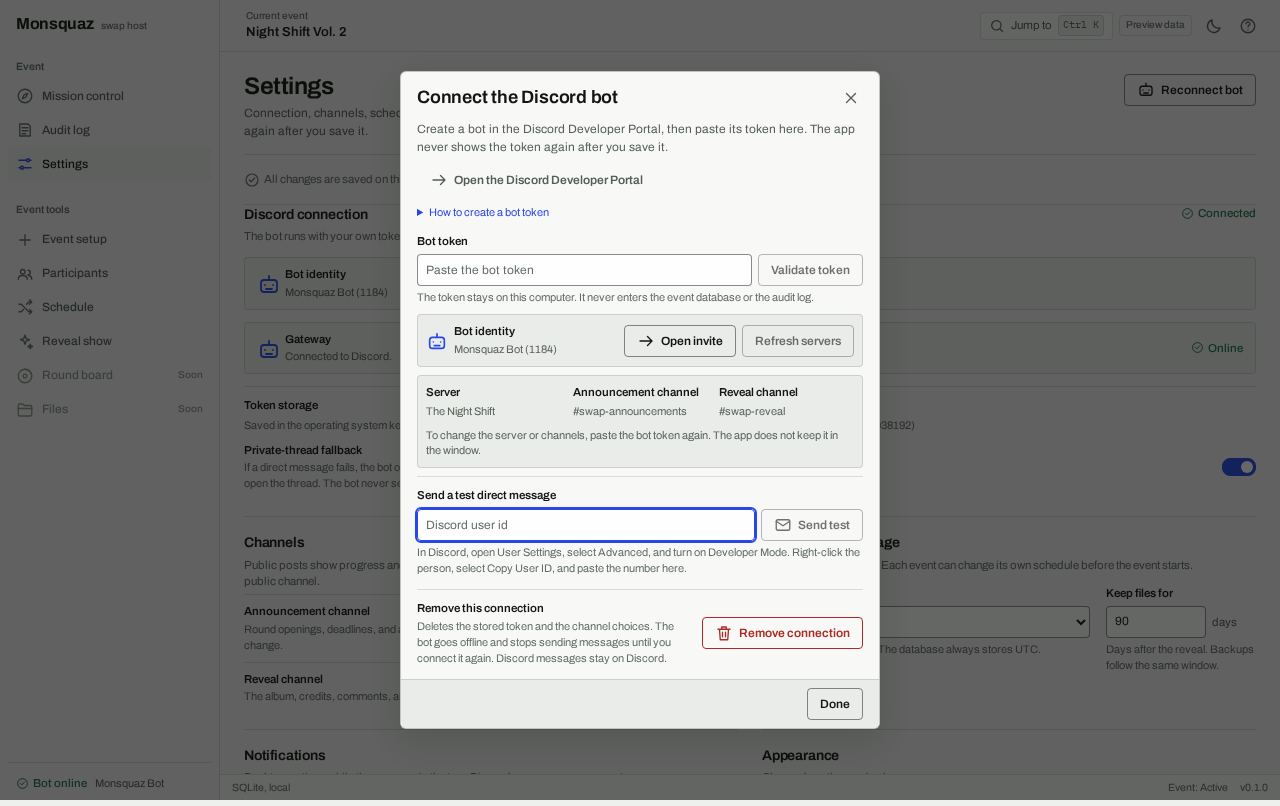 Monsquaz swap host
Current event
Night Shift Vol. 2
Jump to Ctrl K
Preview data
Event
Mission control
Audit log
Settings
Event tools
Event setup
Participants
Schedule
Reveal show
Round board Soon
Files Soon
Bot online Monsquaz Bot
Settings
Connection, channels, sched
again after you save it.
Reconnect bot
All changes are saved on th
Discord connection
Connected
The bot runs with your own toke
Bot identity
Monsquaz Bot (1184)
Gateway
Connected to Discord.
Online
Token storage
Saved in the operating system ke
38192)
Private-thread fallback
If a direct message fails, the bot o
open the thread. The bot never se
Channels
Public posts show progress an
public channel.
Announcement channel
Round openings, deadlines, and
change.
Reveal channel
The album, credits, comments, a
age
Each event can change its own schedule before the event starts.
Keep files for
90 days
The database always stores UTC.
Days after the reveal. Backups
follow the same window.
Notifications
Appearance
SQLite, local
Event: Active v0.1.0
Connect the Discord bot
Create a bot in the Discord Developer Portal, then paste its token here. The app
never shows the token again after you save it.
Open the Discord Developer Portal
How to create a bot token
Bot token
Paste the bot token
Validate token
The token stays on this computer. It never enters the event database or the audit log.
Bot identity
Monsquaz Bot (1184)
Open invite
Refresh servers
Server Announcement channel Reveal channel
The Night Shift #swap-announcements #swap-reveal
To change the server or channels, paste the bot token again. The app does not keep it in
the window.
Send a test direct message
Discord user id
Send test
In Discord, open User Settings, select Advanced, and turn on Developer Mode. Right-click the
person, select Copy User ID, and paste the number here.
Remove this connection
Deletes the stored token and the channel choices. The
bot goes offline and stops sending messages until you
connect it again. Discord messages stay on Discord.
Remove connection
Done